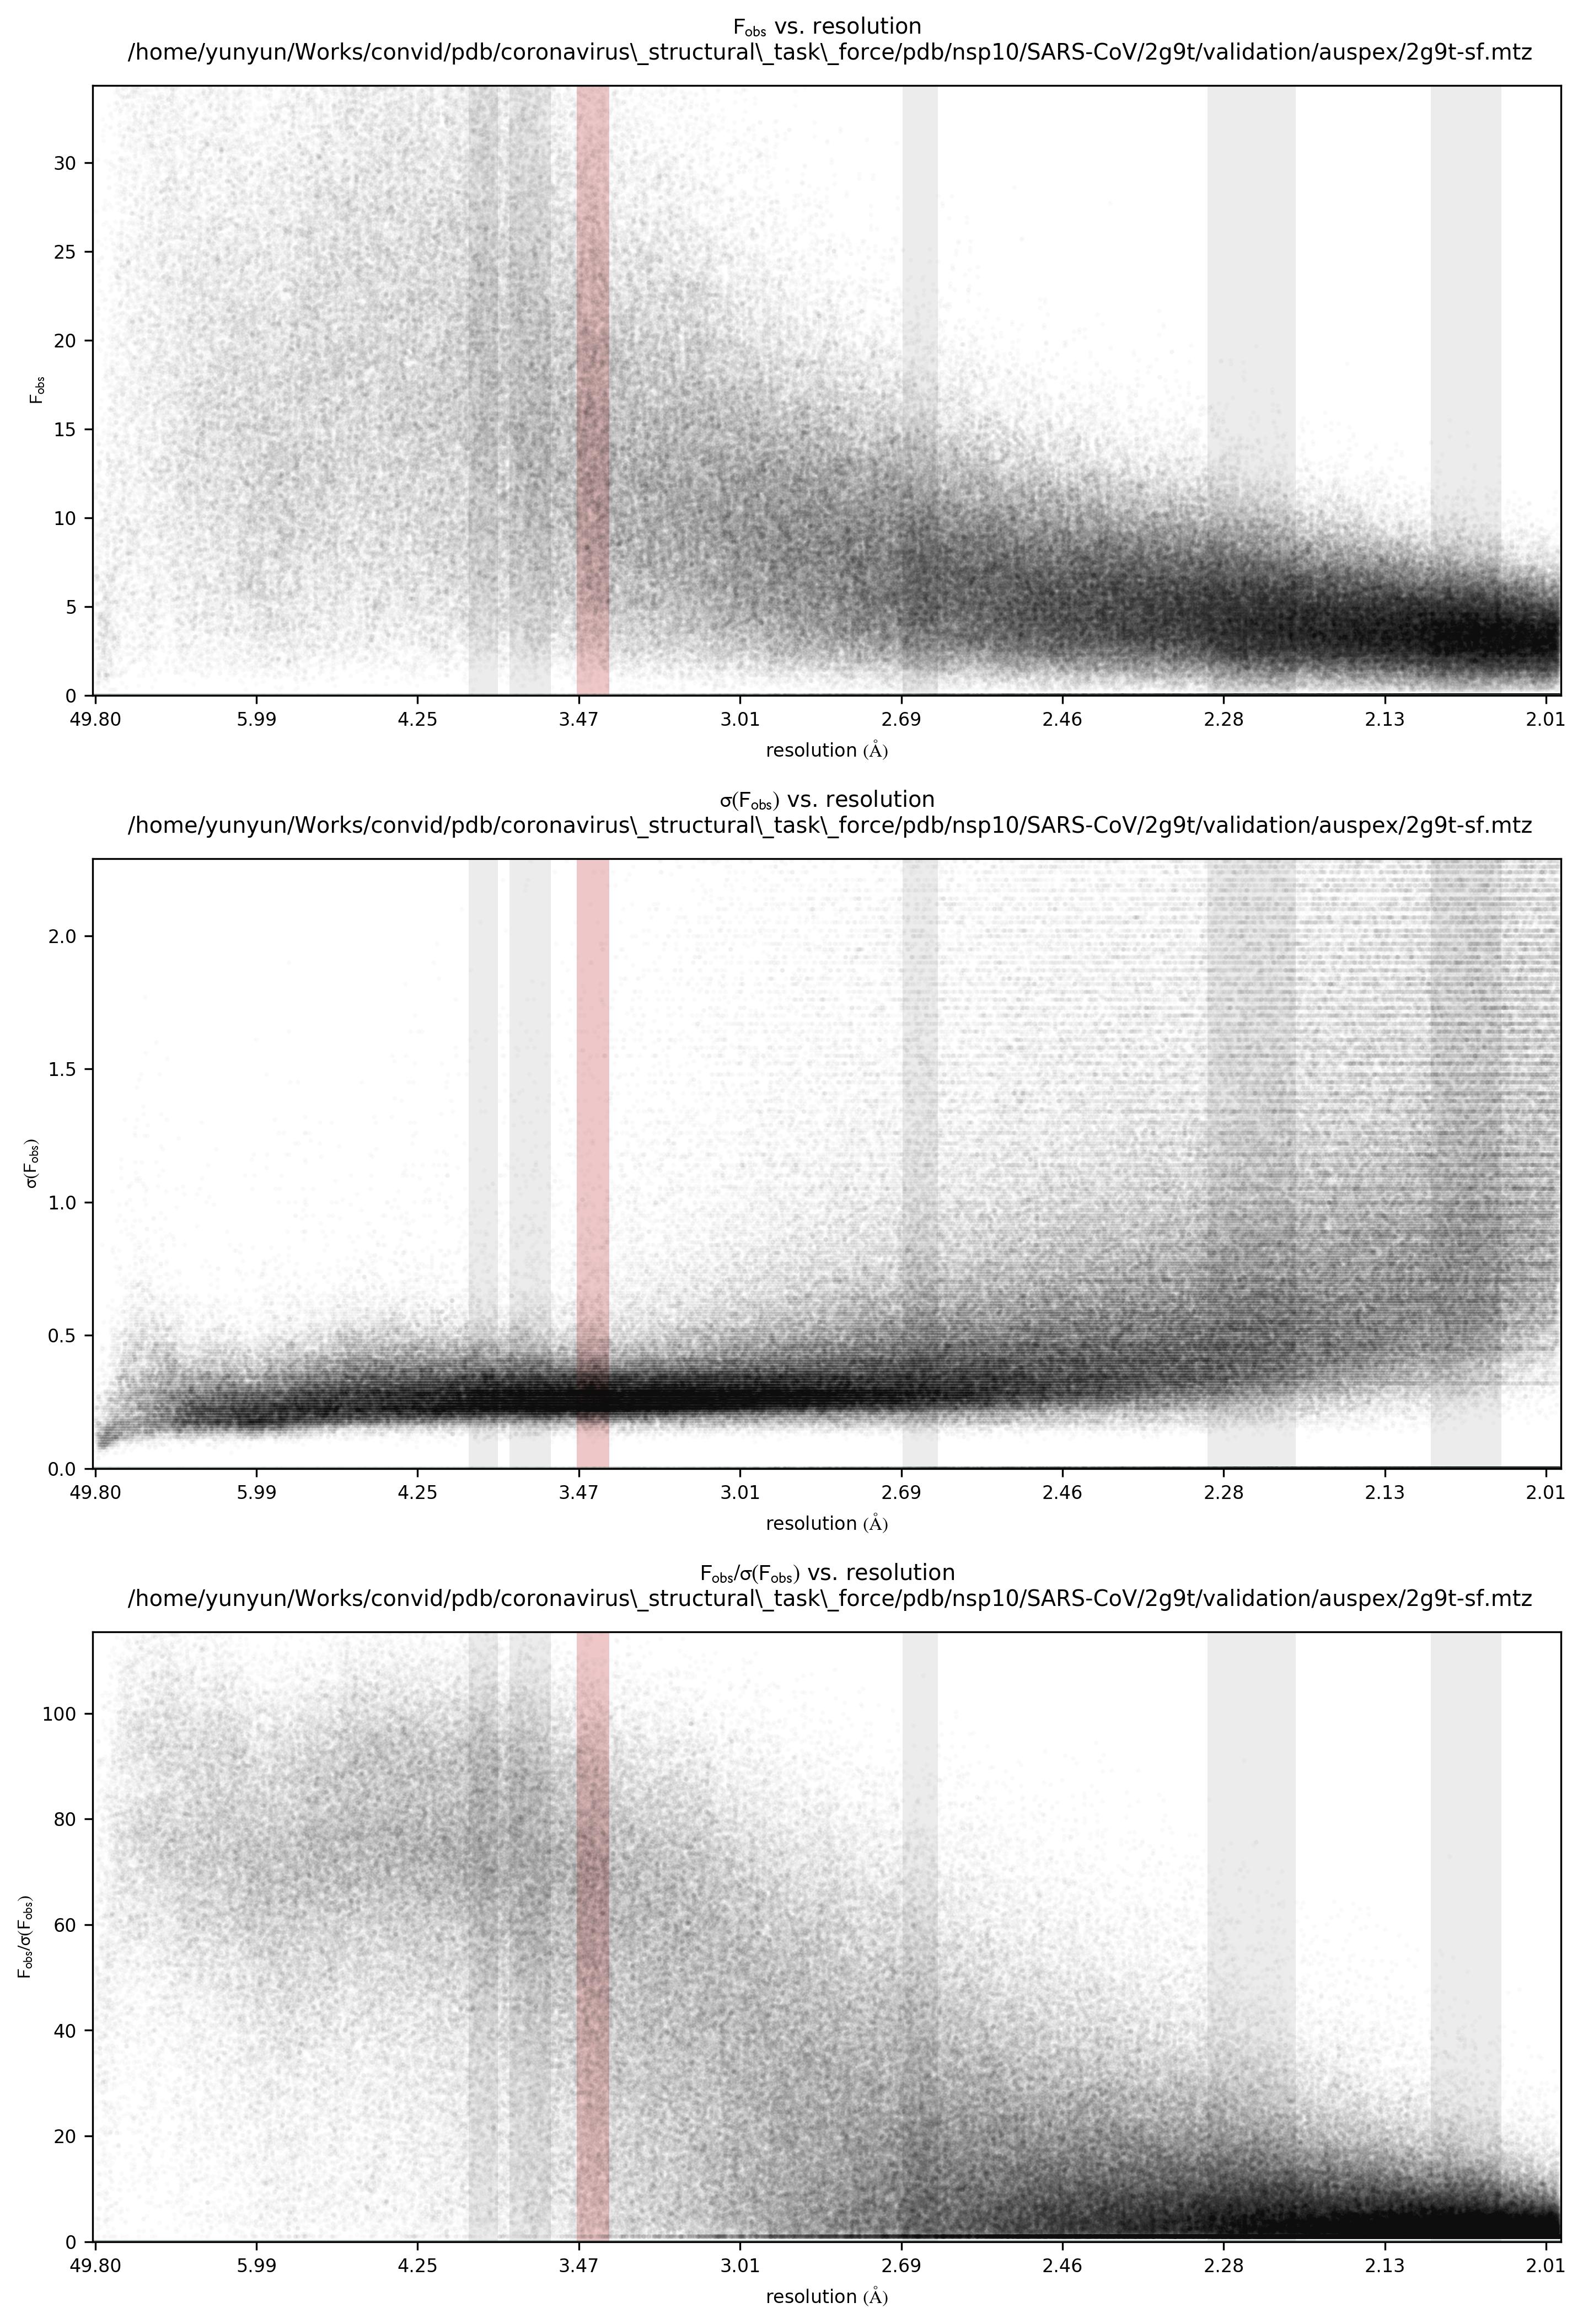 Fobs vs. resolution
/home/yunyun/Works/convid/pdb/coronavirus\_structural\_task\_force/pdb/nsp10/SARS-CoV/2g9t/validation/auspex/2g9t-sf.mtz
30
25
20
15
10
5
0
Fobs
49.80 5.99 4.25 3.47 3.01 2.69 2.46 2.28 2.13 2.01
resolution (Å)
σ(Fobs) vs. resolution
/home/yunyun/Works/convid/pdb/coronavirus\_structural\_task\_force/pdb/nsp10/SARS-CoV/2g9t/validation/auspex/2g9t-sf.mtz
2.0
1.5
1.0
0.5
0.0
σ(Fobs)
49.80 5.99 4.25 3.47 3.01 2.69 2.46 2.28 2.13 2.01
resolution (Å)
Fobs/σ(Fobs) vs. resolution
/home/yunyun/Works/convid/pdb/coronavirus\_structural\_task\_force/pdb/nsp10/SARS-CoV/2g9t/validation/auspex/2g9t-sf.mtz
100
80
60
40
20
0
Fobs/σ(Fobs)
49.80 5.99 4.25 3.47 3.01 2.69 2.46 2.28 2.13 2.01
resolution (Å)